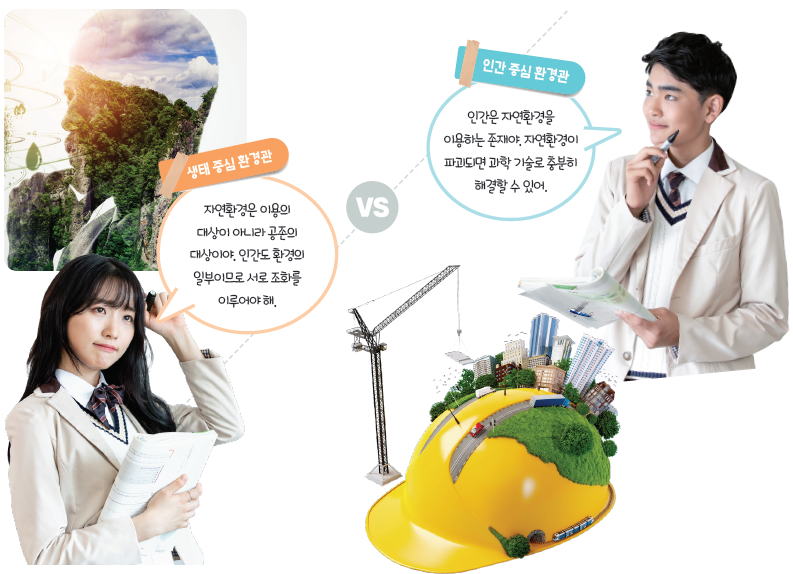 생태 중심 환경관
자연환경은 이용의
대상이 아니라 공존의
대상이야. 인간도 환경의
일부이므로 서로 조화를
이루어야 해.
VS
인간 중심 환경관
인간은 자연환경을
이용하는 존재야. 자연환경이
파괴되면 과학 기술로 충분히
해결할 수 있어.